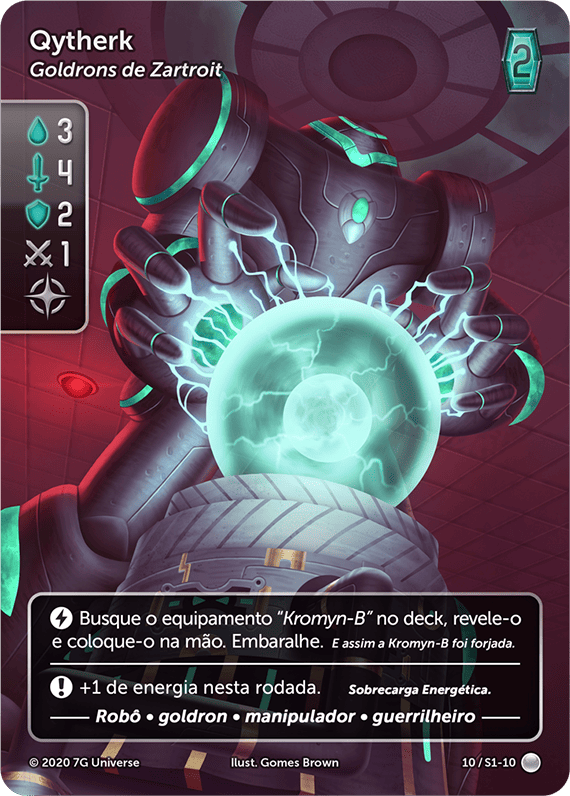 Qytherk
Goldrons de Zartroit
2
3
4
2
1
Busque o equipamento "Kromyn-B" no deck, revele-o
e coloque-o na mão. Embaralhe. E assim a Kromyn-B foi forjada.
+1 de energia nesta rodada. Sobrecarga Energética.
Robô • goldron • manipulador • guerrilheiro
© 2020 7G Universe Ilust. Gomes Brown 10 / S1-10